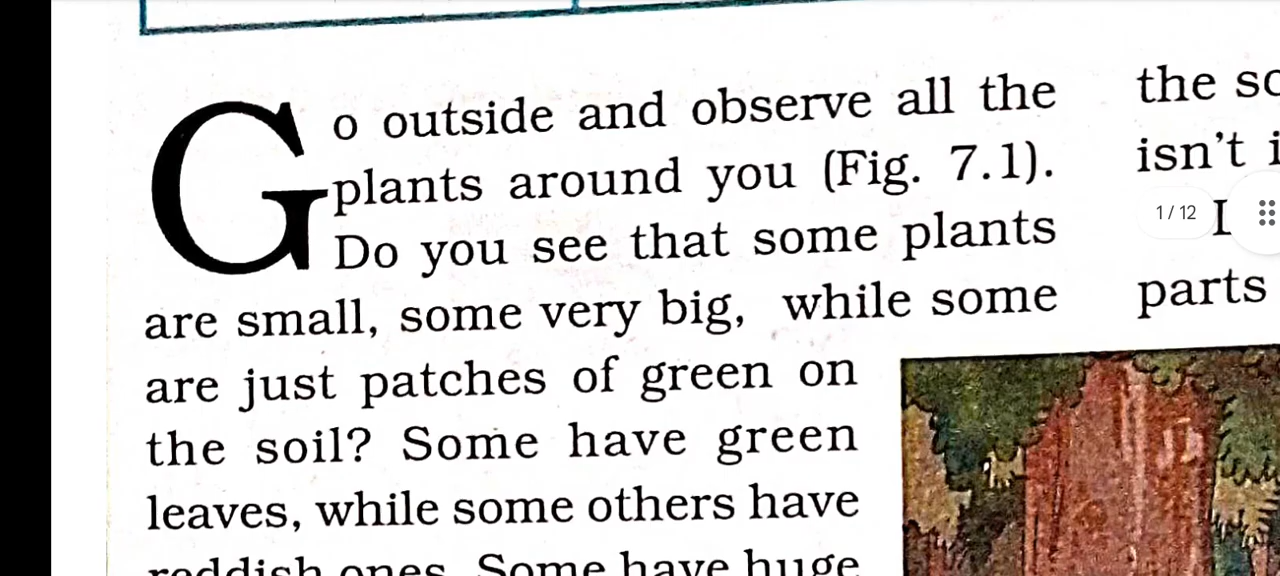 Go outside and observe all the
plants around you (Fig. 7.1).
Do you see that some plants
are small, some very big, while some
are just patches of green on
the soil? Some have green
leaves, while some others have
reddish ones. Some have huge
the
isn't
1 / 12
I
parts